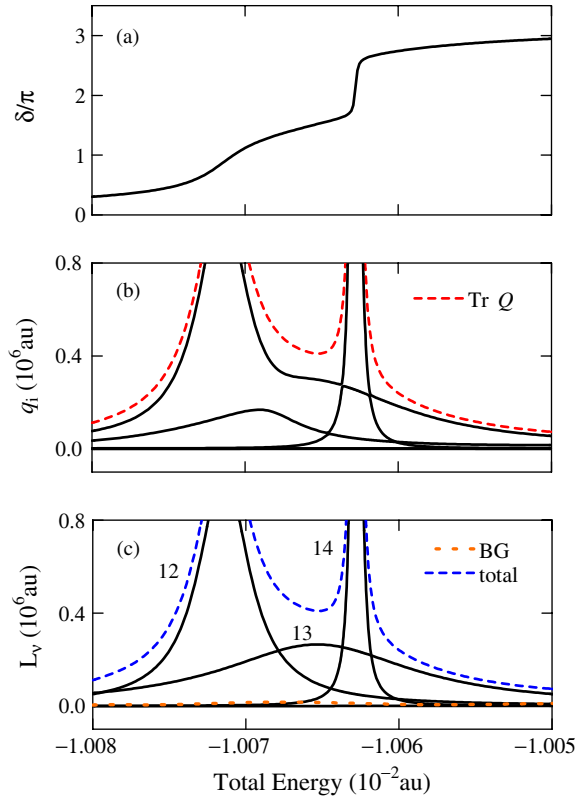 (a)
3
2
1
0
δ/π
(b)
0.8
0.4
0.0
q_i (10^6au)
Tr Q
(c)
0.8
0.4
0.0
L_ν (10^6au)
12
14
13
BG
total
−1.008 −1.007 −1.006 −1.005
Total Energy (10^−2au)